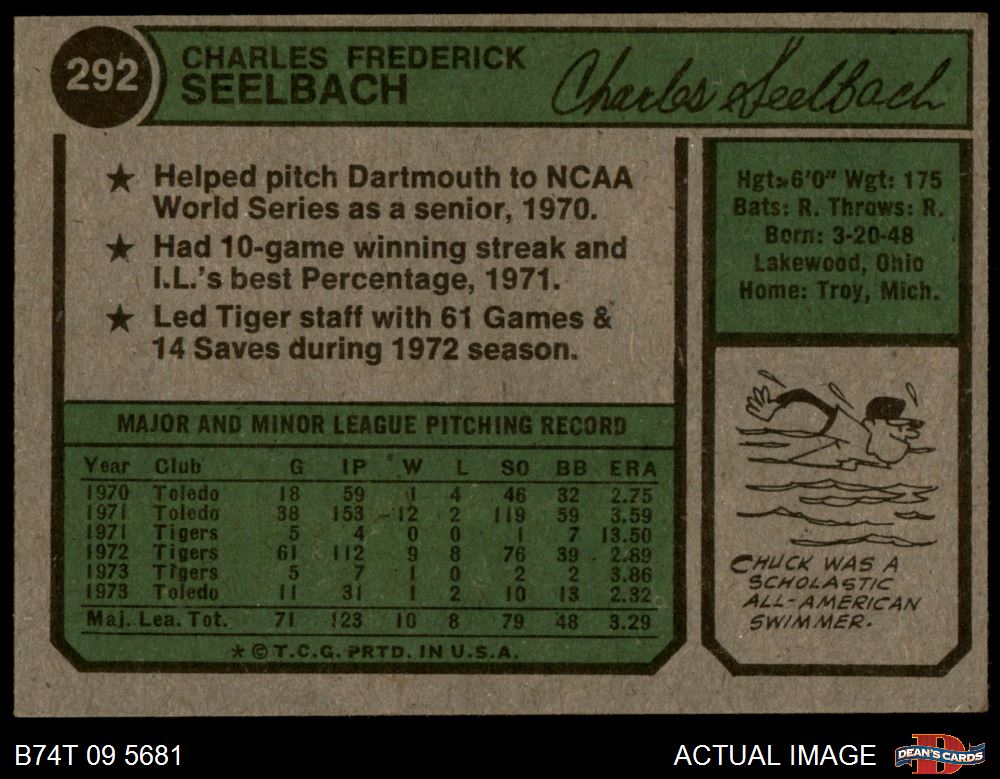 292
CHARLES FREDERICK
SEELBACH
Charles Seelbach
★ Helped pitch Dartmouth to NCAA
World Series as a senior, 1970.
★ Had 10-game winning streak and
I.L.'s best Percentage, 1971.
★ Led Tiger staff with 61 Games &
14 Saves during 1972 season.
Hgt: 6'0" Wgt: 175
Bats: R. Throws: R.
Born: 3-20-48
Lakewood, Ohio
Home: Troy, Mich.
MAJOR AND MINOR LEAGUE PITCHING RECORD
Year Club G IP W L SO BB ERA
1970 Toledo 18 59 1 4 46 32 2.75
1971 Toledo 38 153 12 2 119 59 3.59
1971 Tigers 5 4 0 0 1 7 13.50
1972 Tigers 61 112 9 8 76 39 2.89
1973 Tigers 5 7 1 0 2 2 3.86
1973 Toledo 11 31 1 2 10 13 2.32
Maj. Lea. Tot. 71 123 10 8 79 48 3.29
* © T.C.G. PRTD. IN U.S.A.
CHUCK WAS A
SCHOLASTIC
ALL-AMERICAN
SWIMMER.
B74T 09 5681
ACTUAL IMAGE
DEAN'S CARDS